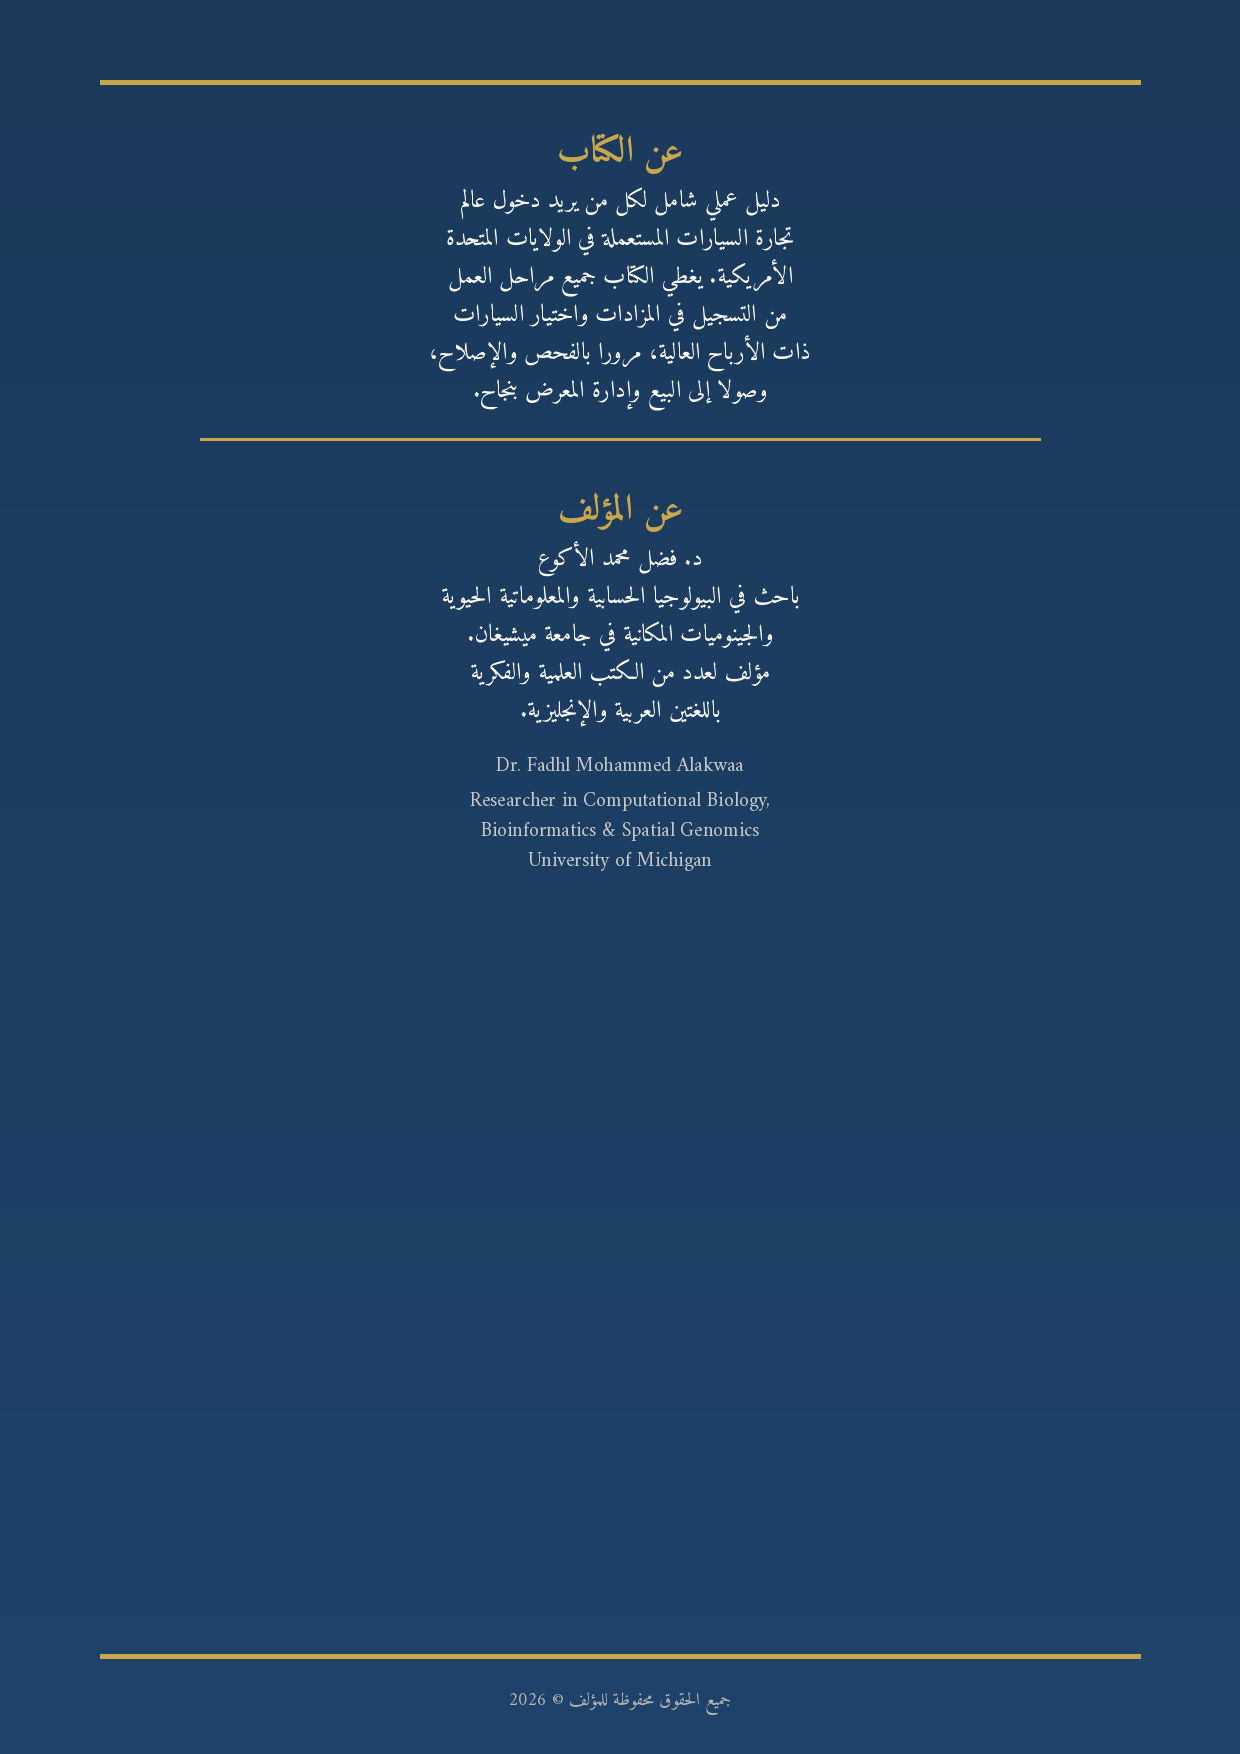 عن الكتاب
دليل عملي شامل لكل من يريد دخول عالم
تجارة السيارات المستعملة في الولايات المتحدة
الأمريكية. يغطي الكتاب جميع مراحل العمل
من التسجيل في المزادات واختيار السيارات
ذات الأرباح العالية، مرورا بالفحص والإصلاح،
وصولا إلى البيع وإدارة المعرض بنجاح.
عن المؤلف
د. فضل محمد الأكوع
باحث في البيولوجيا الحسابية والمعلوماتية الحيوية
والجينوميات المكانية في جامعة ميشيغان.
مؤلف لعدد من الكتب العلمية والفكرية
باللغتين العربية والإنجليزية.
Dr. Fadhl Mohammed Alakwaa
Researcher in Computational Biology,
Bioinformatics & Spatial Genomics
University of Michigan
جميع الحقوق محفوظة للمؤلف © 2026